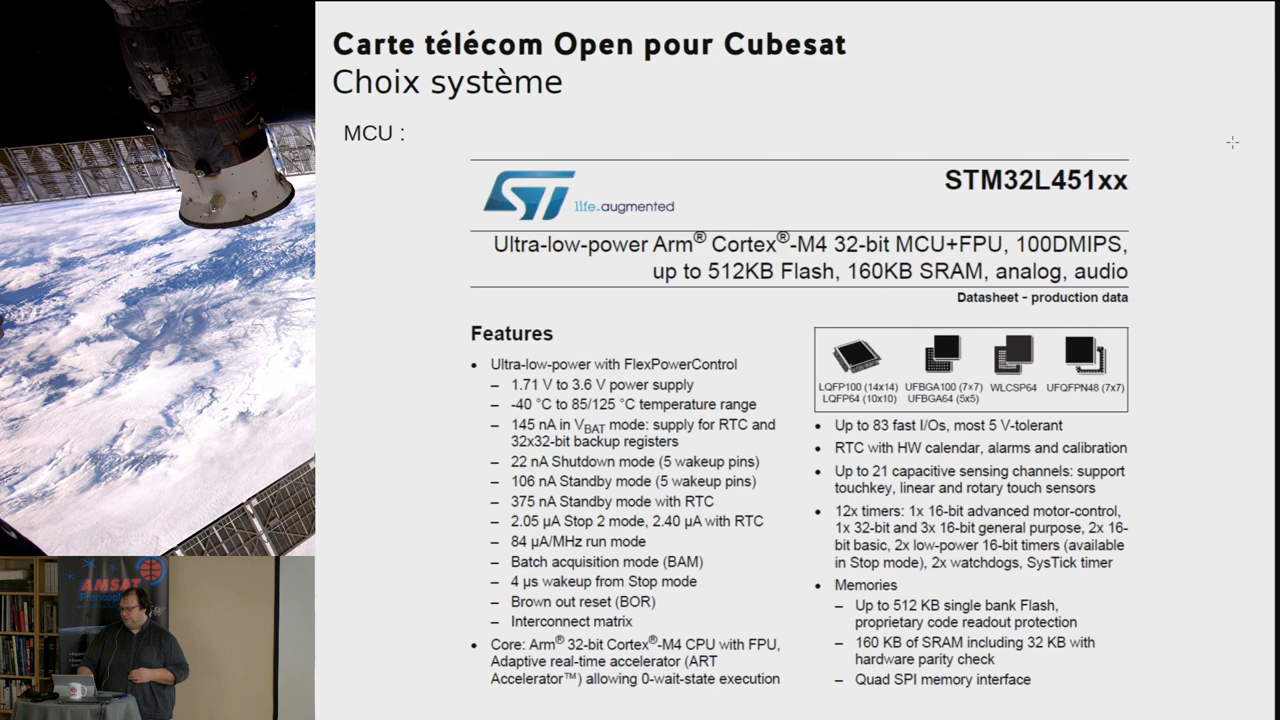 Carte télécom Open pour Cubesat
Choix système
MCU :
STM32L451xx
ST life.augmented
Ultra-low-power Arm® Cortex®-M4 32-bit MCU+FPU, 100DMIPS,
up to 512KB Flash, 160KB SRAM, analog, audio
Datasheet - production data
Features
• Ultra-low-power with FlexPowerControl
– 1.71 V to 3.6 V power supply
– -40 °C to 85/125 °C temperature range
– 145 nA in VBAT mode: supply for RTC and
32x32-bit backup registers
– 22 nA Shutdown mode (5 wakeup pins)
– 106 nA Standby mode (5 wakeup pins)
– 375 nA Standby mode with RTC
– 2.05 µA Stop 2 mode, 2.40 µA with RTC
– 84 µA/MHz run mode
– Batch acquisition mode (BAM)
– 4 µs wakeup from Stop mode
– Brown out reset (BOR)
– Interconnect matrix
• Core: Arm® 32-bit Cortex®-M4 CPU with FPU,
Adaptive real-time accelerator (ART
Accelerator™) allowing 0-wait-state execution
LQFP100 (14x14)
LQFP64 (10x10)
UFBGA100 (7×7)
UFBGA64 (5x5)
WLCSP64
UFQFPN48 (7x7)
• Up to 83 fast I/Os, most 5 V-tolerant
• RTC with HW calendar, alarms and calibration
• Up to 21 capacitive sensing channels: support
touchkey, linear and rotary touch sensors
• 12x timers: 1x 16-bit advanced motor-control,
1x 32-bit and 3x 16-bit general purpose, 2x 16-
bit basic, 2x low-power 16-bit timers (available
in Stop mode), 2x watchdogs, SysTick timer
• Memories
– Up to 512 KB single bank Flash,
proprietary code readout protection
– 160 KB of SRAM including 32 KB with
hardware parity check
– Quad SPI memory interface
AMSAT